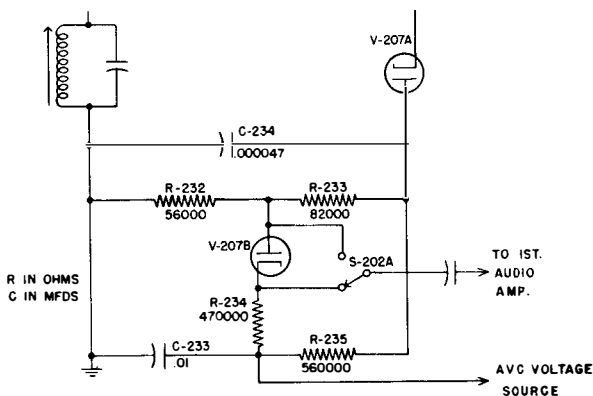 V-207A
C-234
.000047
R-232
56000
R-233
82000
V-207B
S-202A
TO 1ST.
AUDIO
AMP.
R IN OHMS
C IN MFDS
R-234
470000
C-233
.01
R-235
560000
AVC VOLTAGE
SOURCE